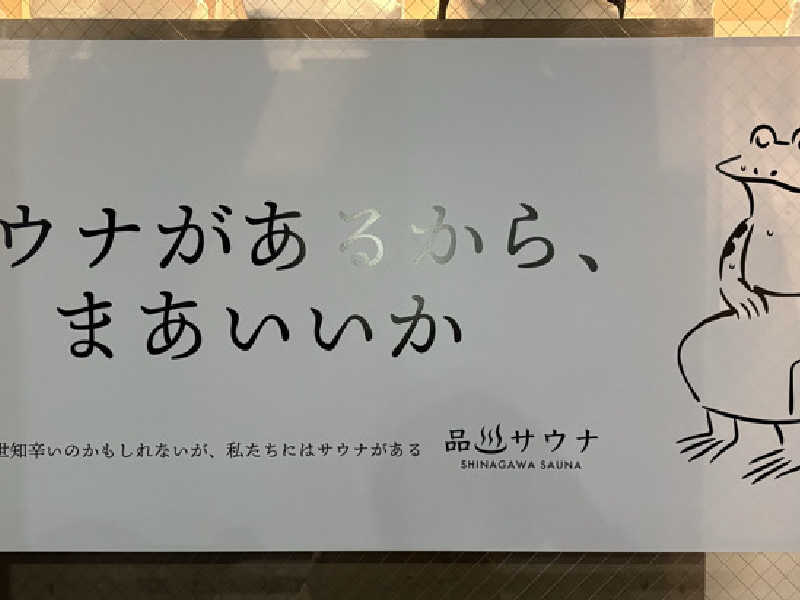 ウナがあるから、
まあいいか
世知辛いのかもしれないが、私たちにはサウナがある
品 サウナ
SHINAGAWA SAUNA